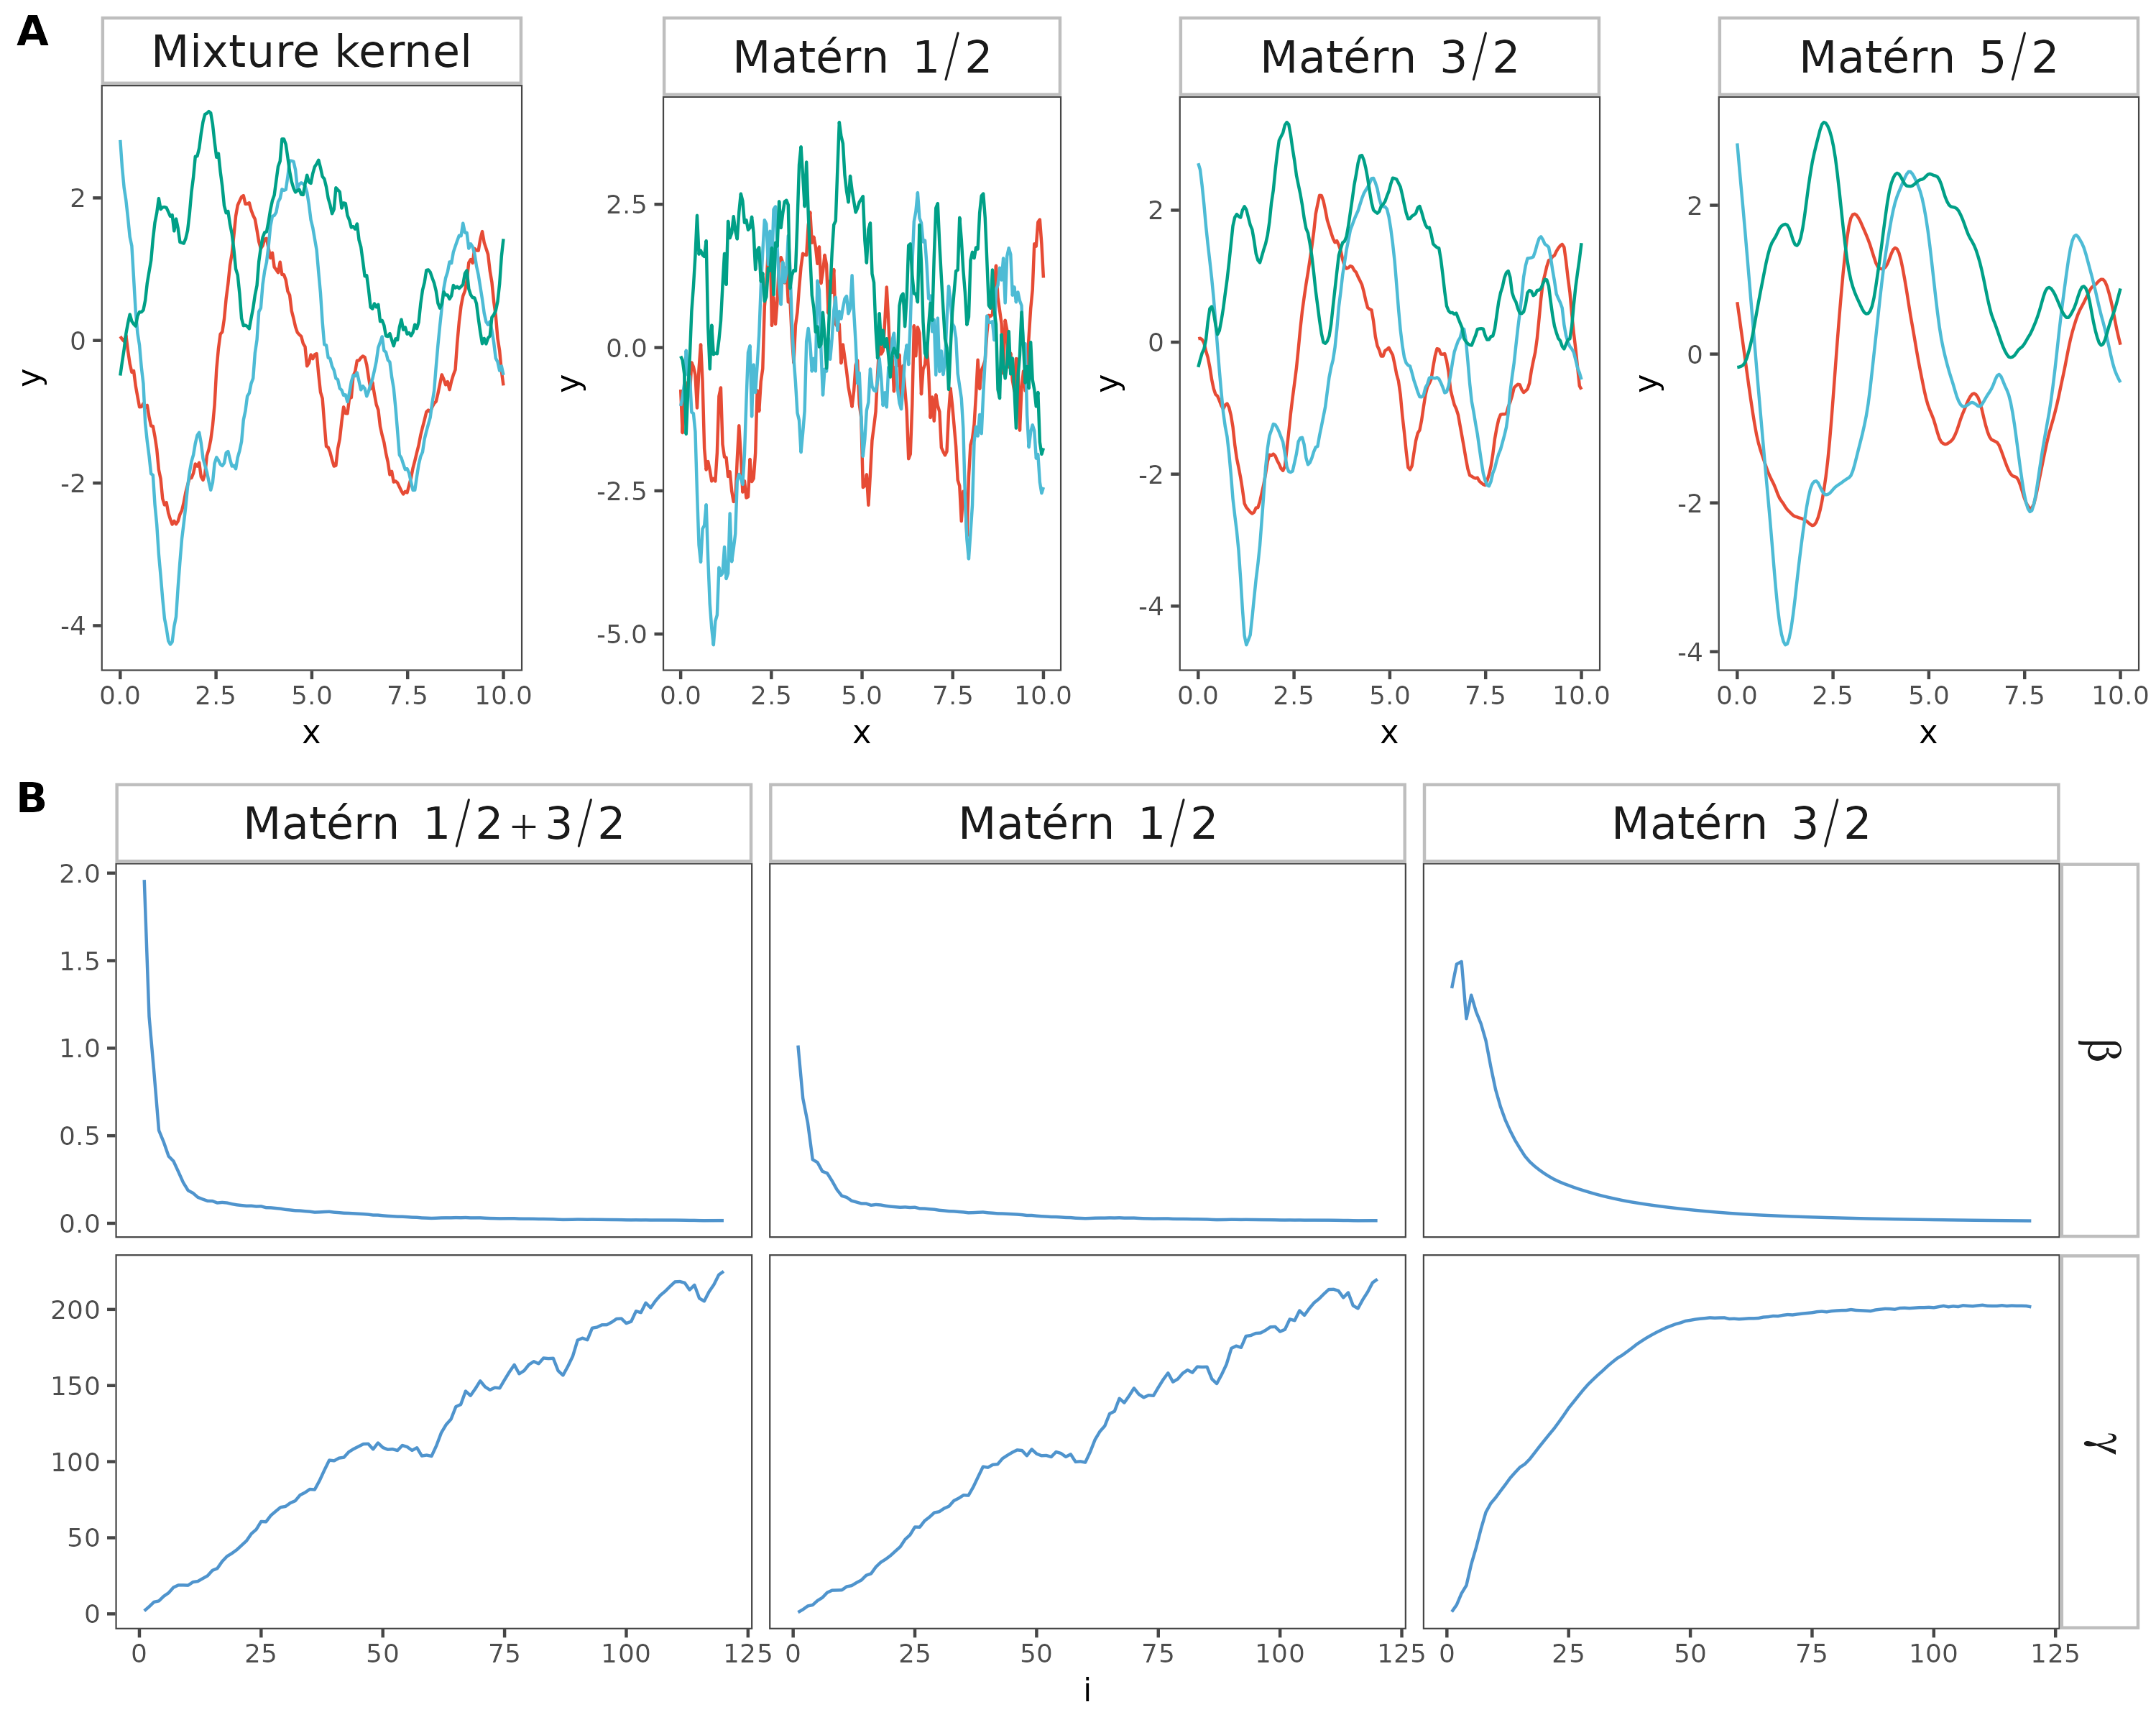 A
Mixture kernel
Matérn 1/2
Matérn 3/2
Matérn 5/2
y
2
0
-2
-4
0.0 2.5 5.0 7.5 10.0
x
y
2.5
0.0
-2.5
-5.0
0.0 2.5 5.0 7.5 10.0
x
y
2
0
-2
-4
0.0 2.5 5.0 7.5 10.0
x
y
2
0
-2
-4
0.0 2.5 5.0 7.5 10.0
x
B
Matérn 1/2+3/2
Matérn 1/2
Matérn 3/2
2.0
1.5
1.0
0.5
0.0
β
200
150
100
50
0
γ
0 25 50 75 100 125
0 25 50 75 100 125
0 25 50 75 100 125
i